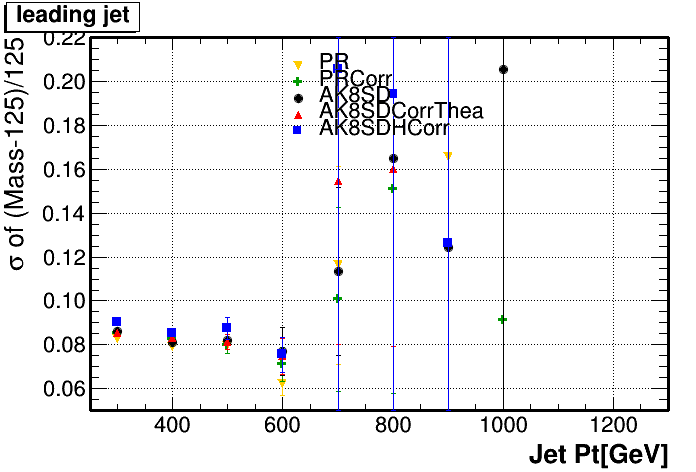 leading jet
σ of (Mass-125)/125
0.22
0.20
0.18
0.16
0.14
0.12
0.10
0.08
0.06
PR
PRCorr
AK8SD
AK8SDCorrThea
AK8SDHCorr
400 600 800 1000 1200
Jet Pt[GeV]